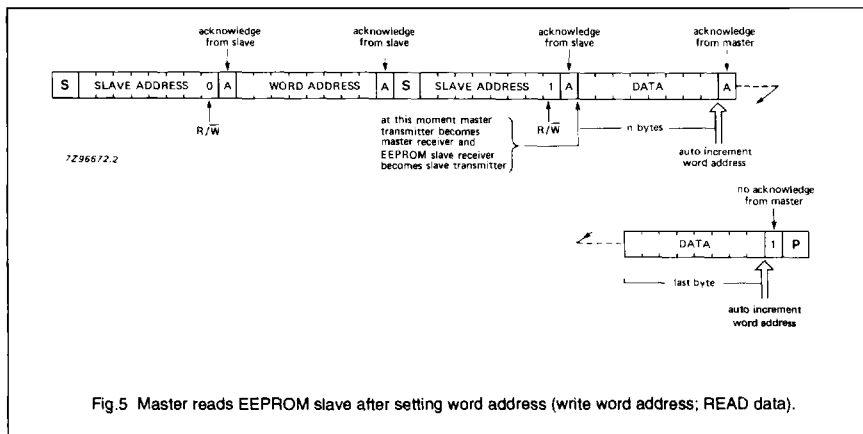 acknowledge from slave
acknowledge from slave
acknowledge from slave
acknowledge from master
S SLAVE ADDRESS 0 A WORD ADDRESS A S SLAVE ADDRESS 1 A DATA A
R/W̅
at this moment master
transmitter becomes
master receiver and
EEPROM slave receiver
becomes slave transmitter
R/W̅
n bytes
auto increment
word address
7Z96672.2
no acknowledge
from master
DATA 1 P
last byte
auto increment
word address
Fig.5 Master reads EEPROM slave after setting word address (write word address; READ data).